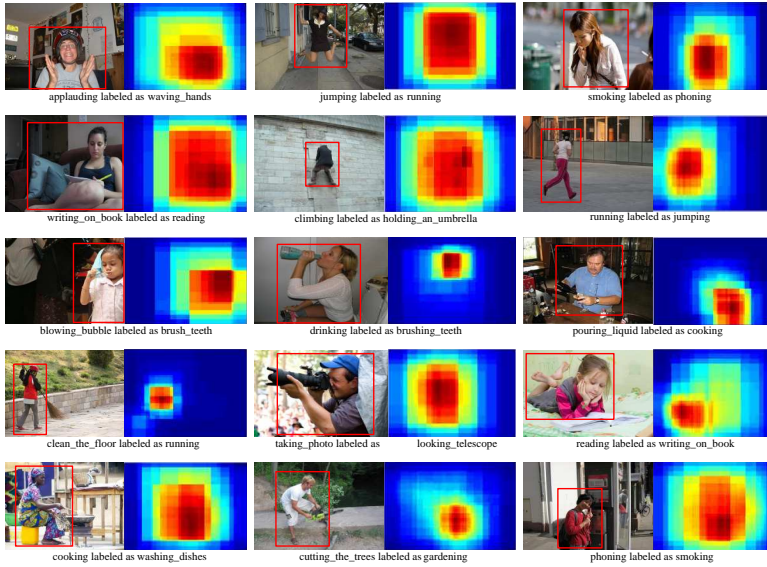 applauding labeled as waving_hands
jumping labeled as running
smoking labeled as phoning
writing_on_book labeled as reading
climbing labeled as holding_an_umbrella
running labeled as jumping
blowing_bubble labeled as brush_teeth
drinking labeled as brushing_teeth
pouring_liquid labeled as cooking
clean_the_floor labeled as running
taking_photo labeled as looking_telescope
reading labeled as writing_on_book
cooking labeled as washing_dishes
cutting_the_trees labeled as gardening
phoning labeled as smoking